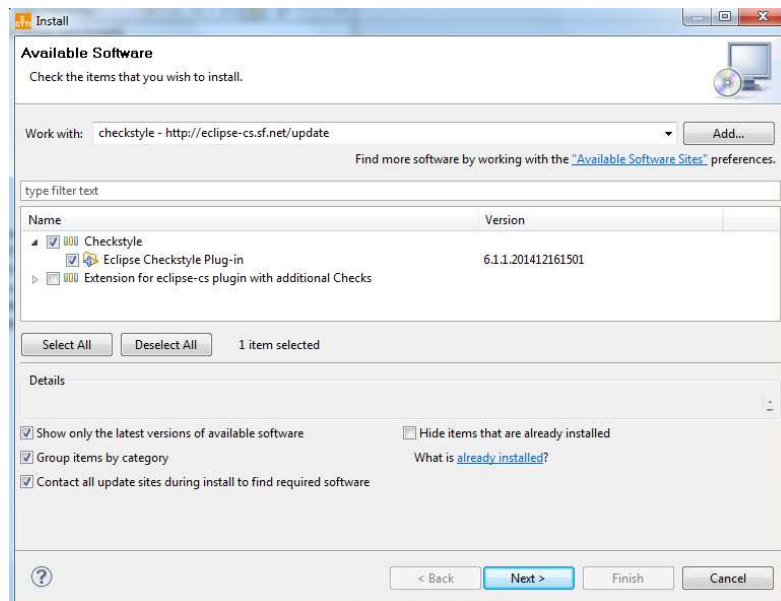 Install
Available Software
Check the items that you wish to install.
Work with: checkstyle - http://eclipse-cs.sf.net/update Add...
Find more software by working with the "Available Software Sites" preferences.
type filter text
Name Version
Checkstyle
Eclipse Checkstyle Plug-in 6.1.1.201412161501
Extension for eclipse-cs plugin with additional Checks
Select All Deselect All 1 item selected
Details
Show only the latest versions of available software Hide items that are already installed
Group items by category What is already installed?
Contact all update sites during install to find required software
< Back Next > Finish Cancel